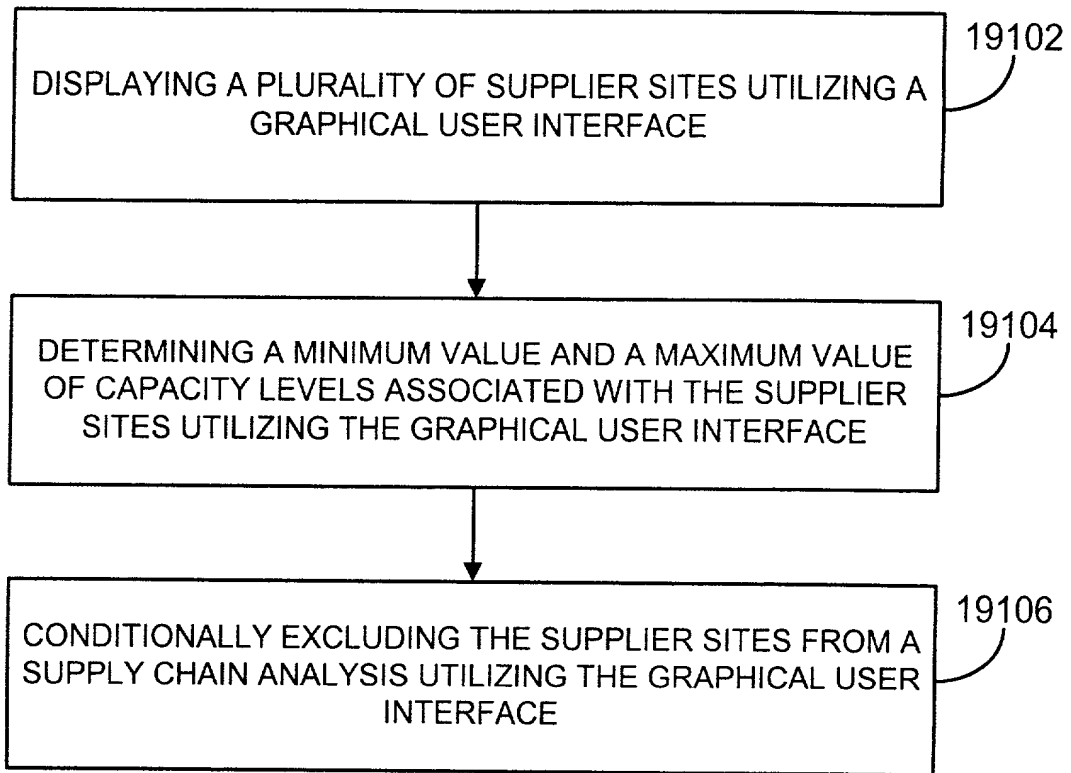 19102
DISPLAYING A PLURALITY OF SUPPLIER SITES UTILIZING A
GRAPHICAL USER INTERFACE
19104
DETERMINING A MINIMUM VALUE AND A MAXIMUM VALUE
OF CAPACITY LEVELS ASSOCIATED WITH THE SUPPLIER
SITES UTILIZING THE GRAPHICAL USER INTERFACE
19106
CONDITIONALLY EXCLUDING THE SUPPLIER SITES FROM A
SUPPLY CHAIN ANALYSIS UTILIZING THE GRAPHICAL USER
INTERFACE